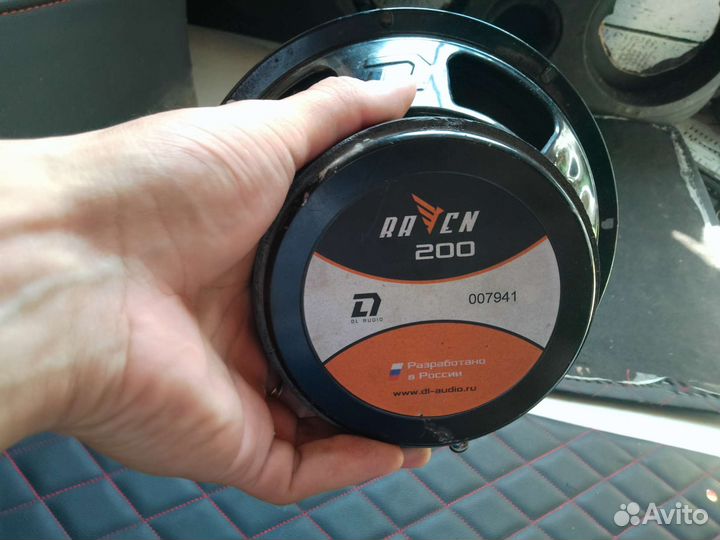 RAVEN
200
007941
DL AUDIO
Разработано
в России
www.dl-audio.ru
Avito